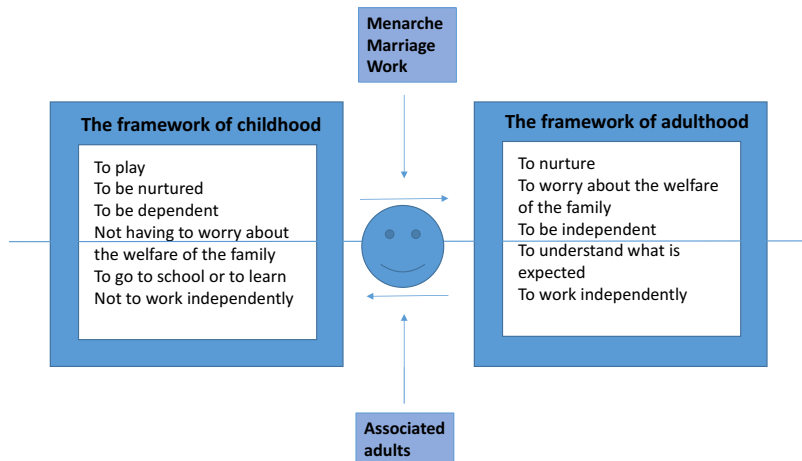 Menarche
Marriage
Work
The framework of childhood
To play
To be nurtured
To be dependent
Not having to worry about
the welfare of the family
To go to school or to learn
Not to work independently
The framework of adulthood
To nurture
To worry about the welfare
of the family
To be independent
To understand what is
expected
To work independently
Associated
adults